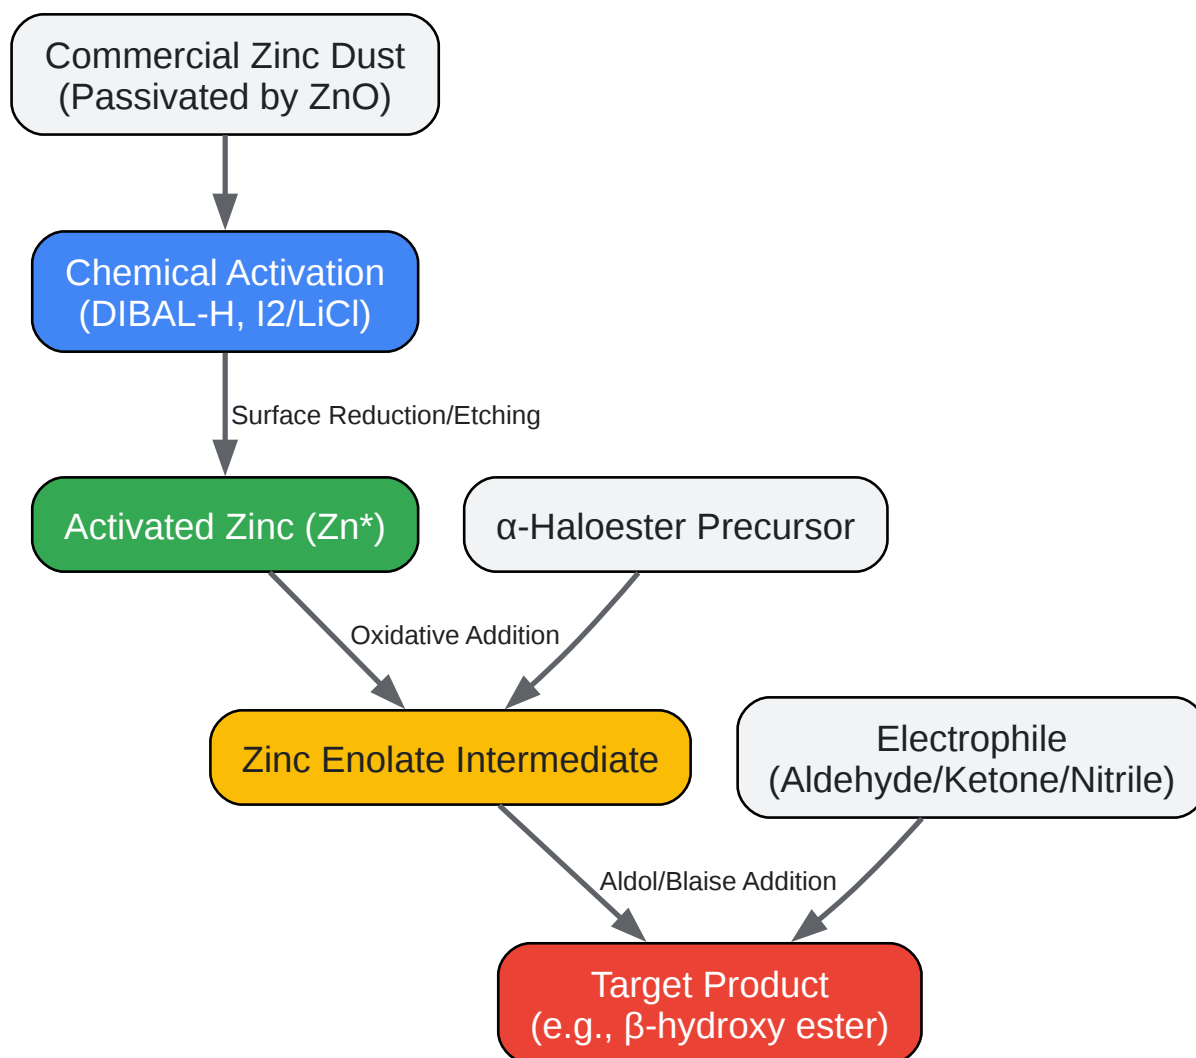 Commercial Zinc Dust
(Passivated by ZnO)
Chemical Activation
(DIBAL-H, I2/LiCl)
Surface Reduction/Etching
Activated Zinc (Zn*)
α-Haloester Precursor
Oxidative Addition
Zinc Enolate Intermediate
Electrophile
(Aldehyde/Ketone/Nitrile)
Aldol/Blaise Addition
Target Product
(e.g., β-hydroxy ester)